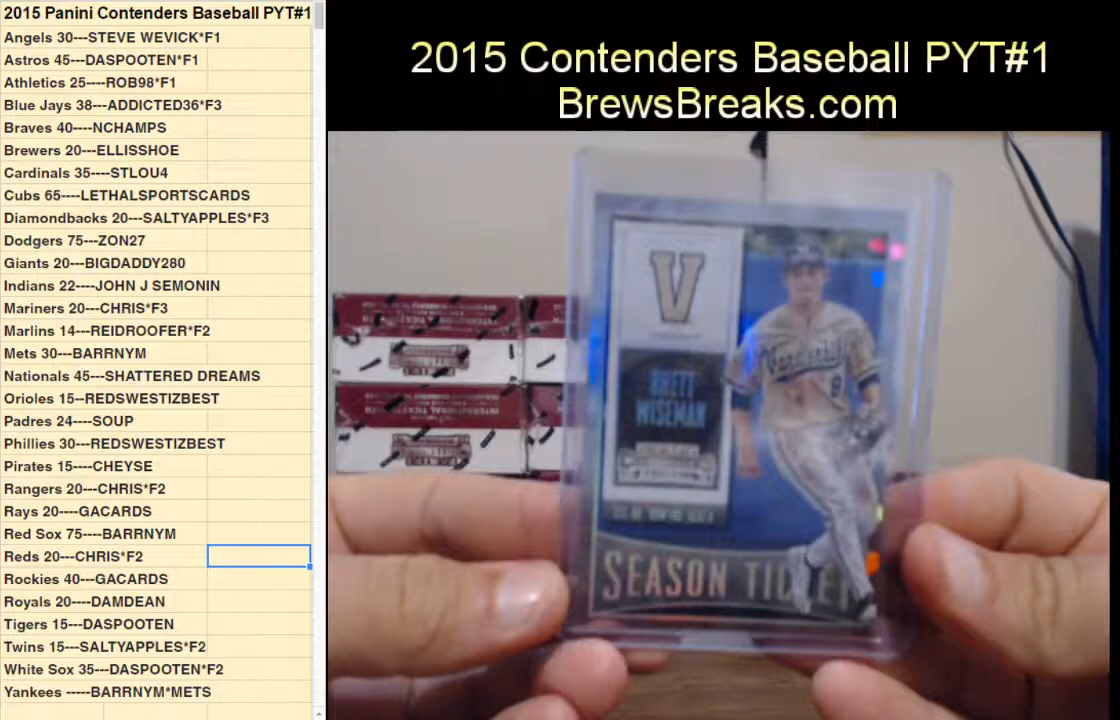 2015 Panini Contenders Baseball PYT#1
Angels 30---STEVE WEVICK*F1
Astros 45---DASPOOTEN*F1
Athletics 25----ROB98*F1
Blue Jays 38---ADDICTED36*F3
Braves 40----NCHAMPS
Brewers 20---ELLISSHOE
Cardinals 35----STLOU4
Cubs 65----LETHALSPORTSCARDS
Diamondbacks 20---SALTYAPPLES*F3
Dodgers 75---ZON27
Giants 20---BIGDADDY280
Indians 22----JOHN J SEMONIN
Mariners 20---CHRIS*F3
Marlins 14---REIDROOFER*F2
Mets 30---BARRNYM
Nationals 45---SHATTERED DREAMS
Orioles 15--REDSWESTIZBEST
Padres 24----SOUP
Phillies 30---REDSWESTIZBEST
Pirates 15----CHEYSE
Rangers 20---CHRIS*F2
Rays 20----GACARDS
Red Sox 75----BARRNYM
Reds 20---CHRIS*F2
Rockies 40---GACARDS
Royals 20----DAMDEAN
Tigers 15---DASPOOTEN
Twins 15---SALTYAPPLES*F2
White Sox 35---DASPOOTEN*F2
Yankees -----BARRNYM*METS
2015 Contenders Baseball PYT#1
BrewsBreaks.com
V
RHETT
WISEMAN
Vanderbilt
8
SEASON TICKET